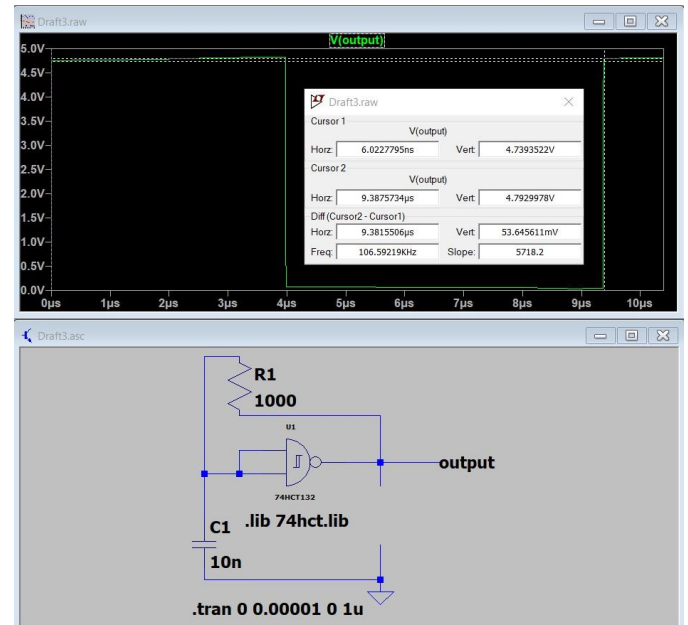 Draft3.raw
V(output)
5.0V
4.5V
4.0V
3.5V
3.0V
2.5V
2.0V
1.5V
1.0V
0.5V
0.0V
0µs 1µs 2µs 3µs 4µs 5µs 6µs 7µs 8µs 9µs 10µs
Draft3.raw
Cursor 1
V(output)
Horz: 6.0227795ns Vert: 4.7393522V
Cursor 2
V(output)
Horz: 9.3875734µs Vert: 4.7929978V
Diff (Cursor2 - Cursor1)
Horz: 9.3815506µs Vert: 53.645611mV
Freq: 106.59219KHz Slope: 5718.2
Draft3.asc
R1
1000
U1
output
74HCT132
.lib 74hct.lib
C1
10n
.tran 0 0.00001 0 1u